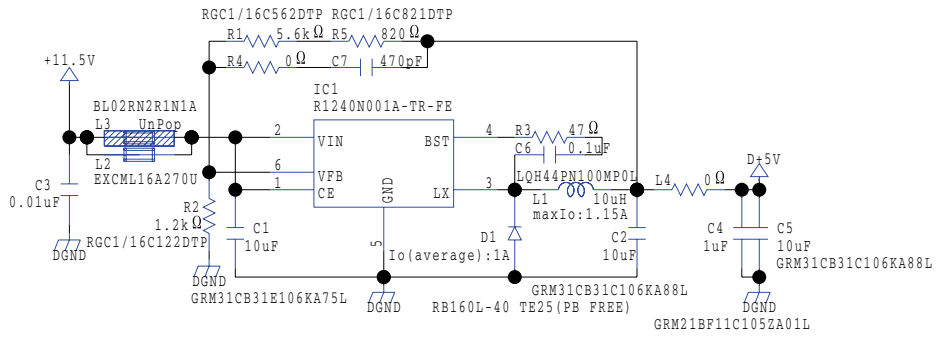 RGC1/16C562DTP RGC1/16C821DTP
R1 5.6kΩ R5 820Ω
R4 0Ω C7 470pF
+11.5V
IC1
R1240N001A-TR-FE
BL02RN2R1N1A
L3 UnPop
2 VIN BST 4 R3 47Ω
C6 0.1uF
L2
EXCML16A270U
6 VFB
1 CE GND LX 3
LQH44PN100MP0L
L1 10uH
maxIo:1.15A
L4 0Ω
D+5V
C3
0.01uF
R2
1.2kΩ
RGC1/16C122DTP
C1
10uF
5
Io(average):1A
D1
C2
10uF
C4
1uF
C5
10uF
GRM31CB31C106KA88L
DGND
DGND
GRM31CB31E106KA75L
DGND
RB160L-40 TE25(PB FREE)
GRM31CB31C106KA88L
DGND
GRM21BF11C105ZA01L